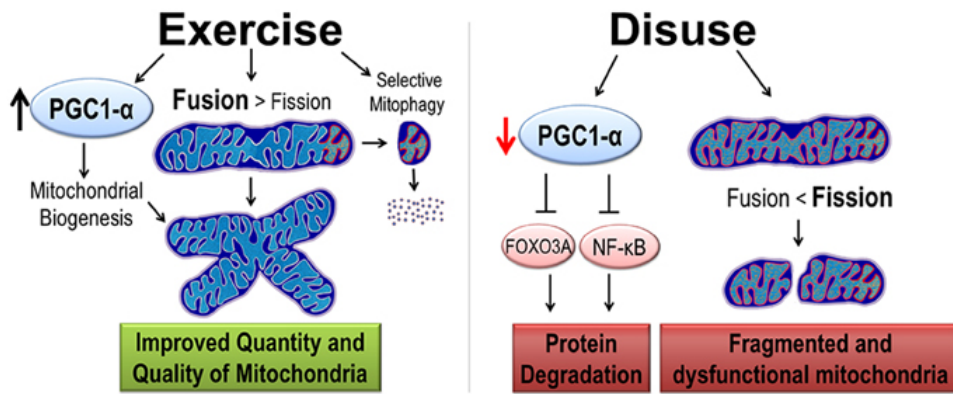 Exercise
PGC1-α
Fusion > Fission
Selective
Mitophagy
Mitochondrial
Biogenesis
Improved Quantity and
Quality of Mitochondria
Disuse
PGC1-α
FOXO3A
NF-κB
Protein
Degradation
Fusion < Fission
Fragmented and
dysfunctional mitochondria